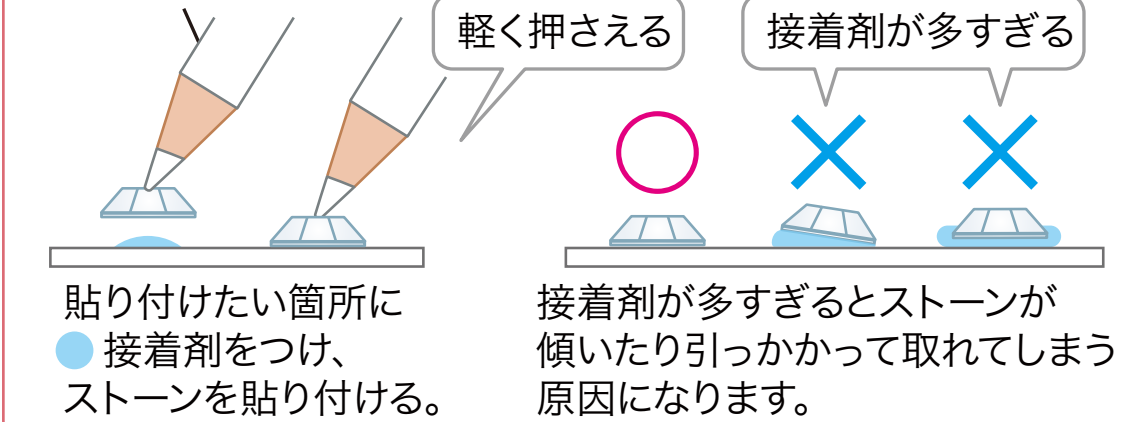 軽く押さえる
接着剤が多すぎる
貼り付けたい箇所に
接着剤をつけ、
ストーンを貼り付ける。
接着剤が多すぎるとストーンが
傾いたり引っかかって取れてしまう
原因になります。